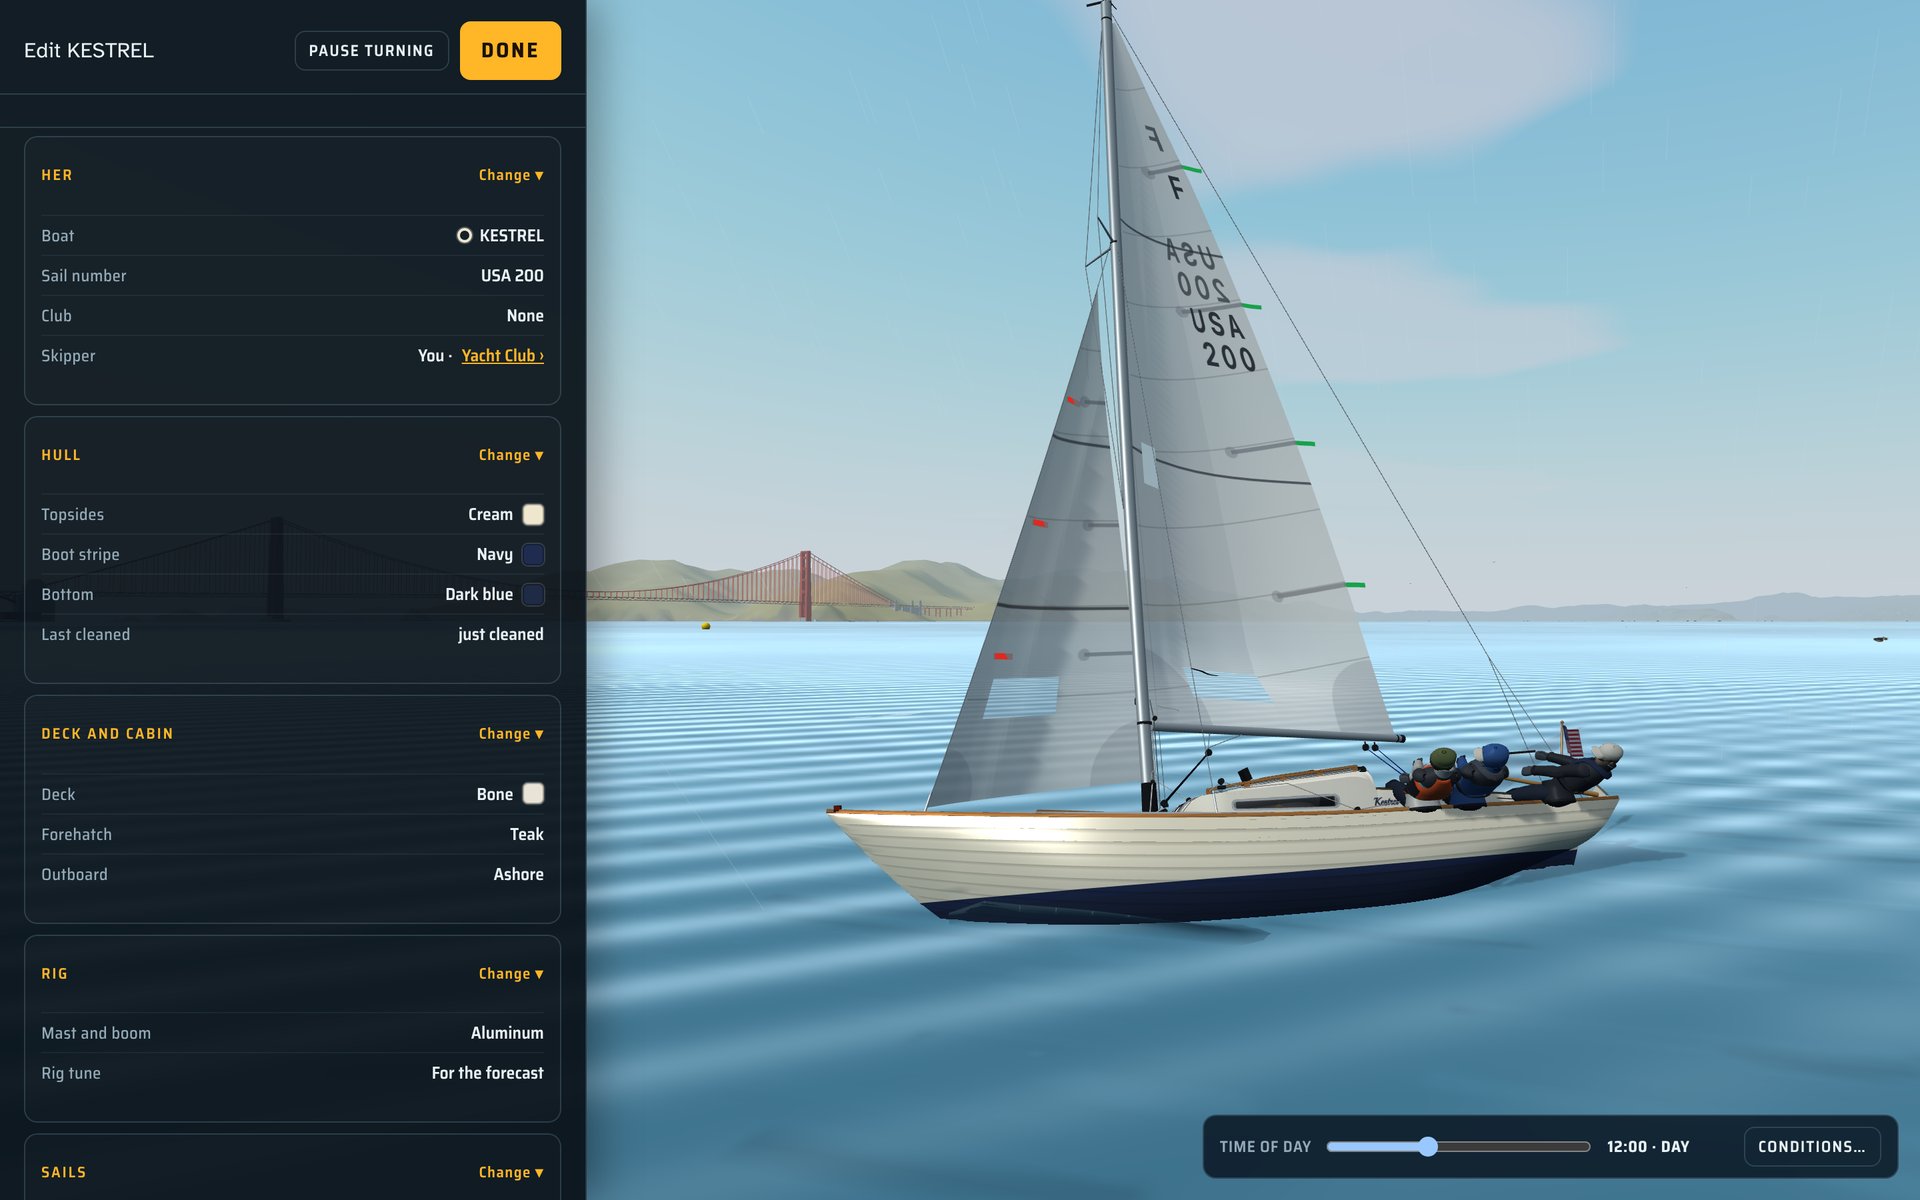 Edit KESTREL
PAUSE TURNING
DONE
HER
Change ▾
Boat
KESTREL
Sail number
USA 200
Club
None
Skipper
You · Yacht Club ›
HULL
Change ▾
Topsides
Cream
Boot stripe
Navy
Bottom
Dark blue
Last cleaned
just cleaned
DECK AND CABIN
Change ▾
Deck
Bone
Forehatch
Teak
Outboard
Ashore
RIG
Change ▾
Mast and boom
Aluminum
Rig tune
For the forecast
SAILS
Change ▾
F
F
USA
200
USA
200
Kestrel
TIME OF DAY
12:00 · DAY
CONDITIONS...